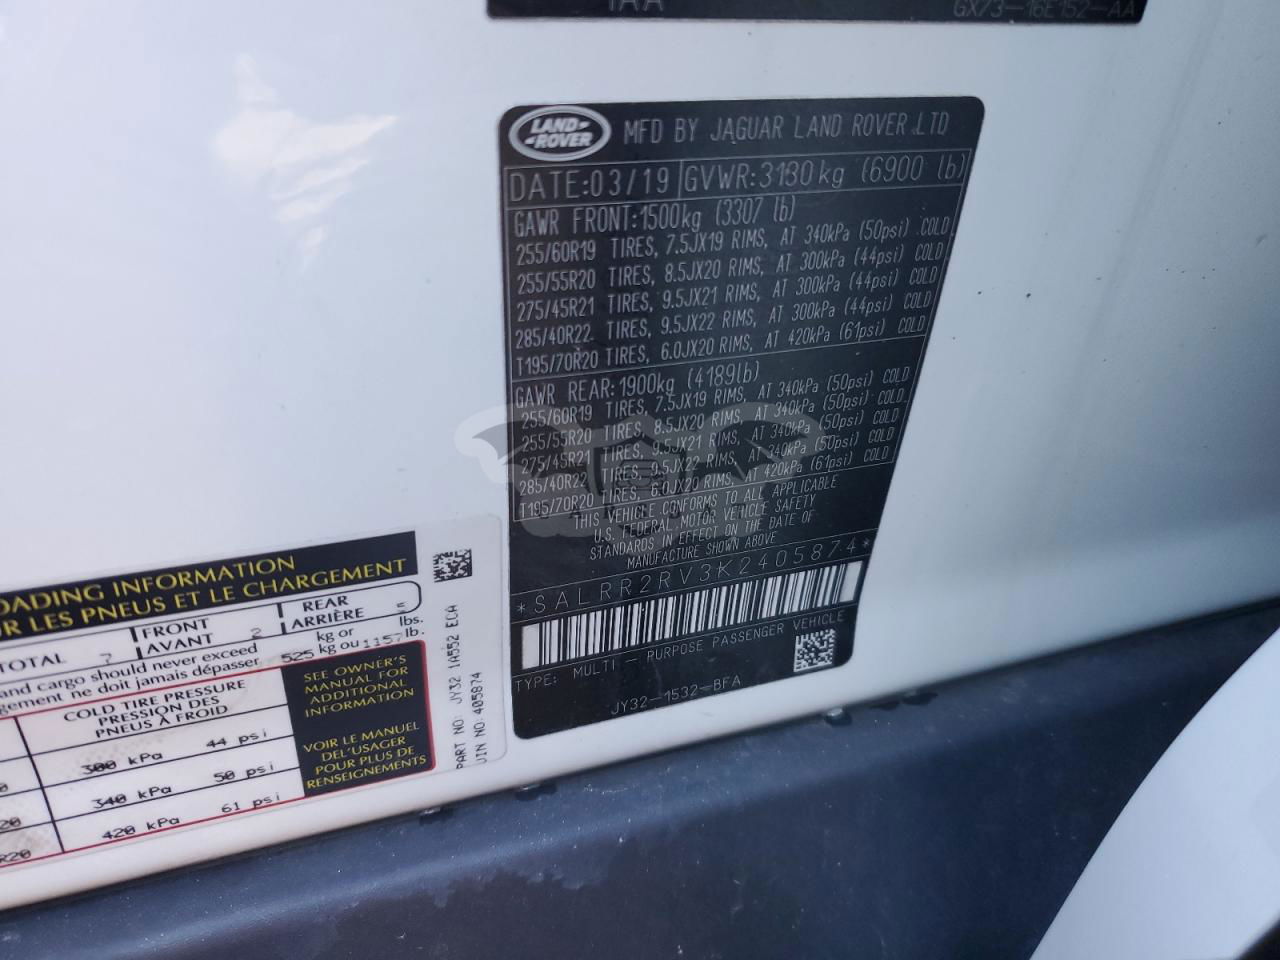 GX73-16E152-AA
LAND-
-ROVER
MFD BY JAGUAR LAND ROVER LTD
DATE:03/19 GVWR:3130kg (6900 lb)
GAWR FRONT:1500kg (3307 lb)
255/60R19 TIRES, 7.5JX19 RIMS, AT 340kPa (50psi) COLD
255/55R20 TIRES, 8.5JX20 RIMS, AT 300kPa (44psi) COLD
275/45R21 TIRES, 9.5JX21 RIMS, AT 300kPa (44psi) COLD
285/40R22 TIRES, 9.5JX22 RIMS, AT 300kPa (44psi) COLD
T195/70R20 TIRES, 6.0JX20 RIMS, AT 420kPa (61psi) COLD
GAWR REAR:1900kg (4189lb)
255/60R19 TIRES, 7.5JX19 RIMS, AT 340kPa (50psi) COLD
255/55R20 TIRES, 8.5JX20 RIMS, AT 340kPa (50psi) COLD
275/45R21 TIRES, 9.5JX21 RIMS, AT 340kPa (50psi) COLD
285/40R22 TIRES, 9.5JX22 RIMS, AT 340kPa (50psi) COLD
T195/70R20 TIRES, 6.0JX20 RIMS, AT 420kPa (61psi) COLD
THIS VEHICLE CONFORMS TO ALL APPLICABLE
U.S. FEDERAL MOTOR VEHICLE SAFETY
STANDARDS IN EFFECT ON THE DATE OF
MANUFACTURE SHOWN ABOVE
*SALRR2RV3K2405874*
TYPE: MULTI - PURPOSE PASSENGER VEHICLE
JY32-1532-BFA
OADING INFORMATION
R LES PNEUS ET LE CHARGEMENT
TOTAL 7 FRONT AVANT 2 REAR ARRIÈRE 5
and cargo should never exceed
gement ne doit jamais dépasser 525 kg or kg ou 1157 lbs. lb.
COLD TIRE PRESSURE
PRESSION DES
PNEUS À FROID
300 kPa 44 psi
340 kPa 50 psi
20
420 kPa 61 psi
R20
SEE OWNER'S
MANUAL FOR
ADDITIONAL
INFORMATION
VOIR LE MANUEL
DE L'USAGER
POUR PLUS DE
RENSEIGNEMENTS
PART NO: JY32 1A552 ECA
VIN NO:405874